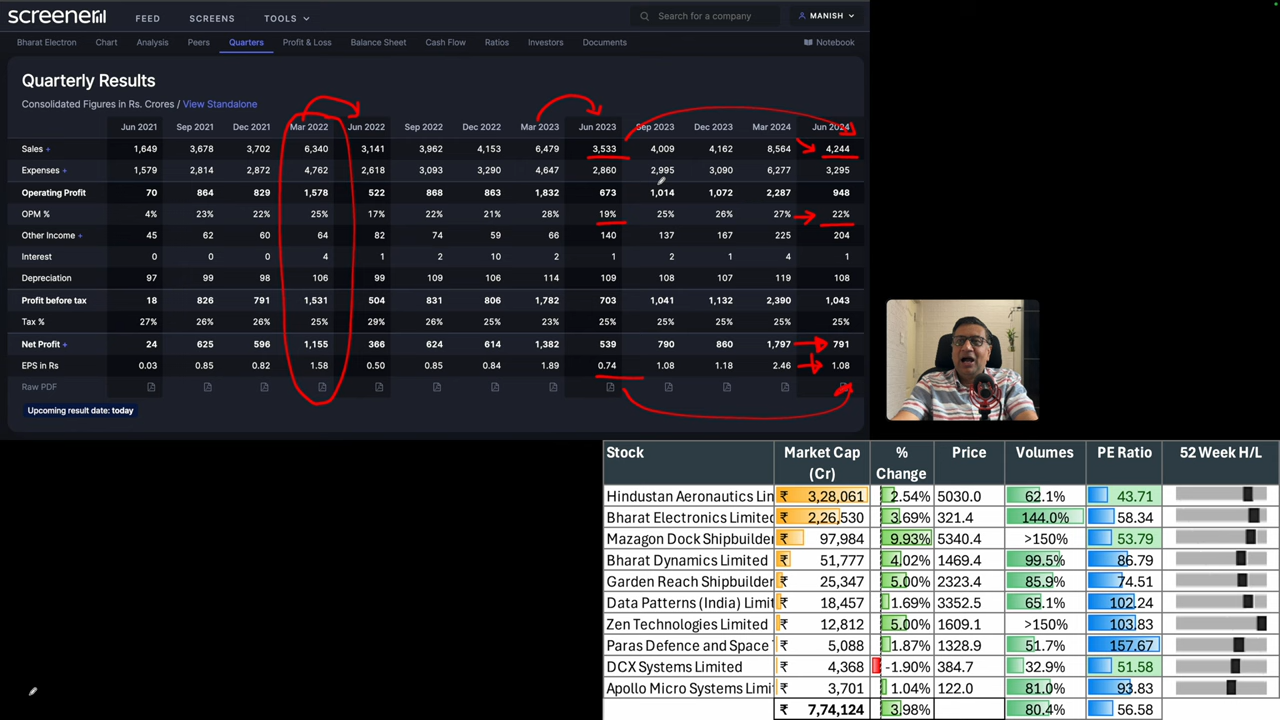 screener
FEED SCREENS TOOLS
Search for a company
MANISH
Bharat Electron Chart Analysis Peers Quarters Profit & Loss Balance Sheet Cash Flow Ratios Investors Documents Notebook
Quarterly Results
Consolidated Figures in Rs. Crores / View Standalone
Jun 2021 Sep 2021 Dec 2021 Mar 2022 Jun 2022 Sep 2022 Dec 2022 Mar 2023 Jun 2023 Sep 2023 Dec 2023 Mar 2024 Jun 2024
Sales + 1,649 3,678 3,702 6,340 3,141 3,962 4,153 6,479 3,533 4,009 4,162 8,564 4,244
Expenses + 1,579 2,814 2,872 4,762 2,618 3,093 3,290 4,647 2,860 2,995 3,090 6,277 3,295
Operating Profit 70 864 829 1,578 522 868 863 1,832 673 1,014 1,072 2,287 948
OPM % 4% 23% 22% 25% 17% 22% 21% 28% 19% 25% 26% 27% 22%
Other Income + 45 62 60 64 82 74 59 66 140 137 167 225 204
Interest 0 0 0 4 1 2 10 2 1 2 1 4 1
Depreciation 97 99 98 106 99 109 106 114 109 108 107 119 108
Profit before tax 18 826 791 1,531 504 831 806 1,782 703 1,041 1,132 2,390 1,043
Tax % 27% 26% 26% 25% 29% 26% 25% 23% 25% 25% 25% 25% 25%
Net Profit + 24 625 596 1,155 366 624 614 1,382 539 790 860 1,797 791
EPS in Rs 0.03 0.85 0.82 1.58 0.50 0.85 0.84 1.89 0.74 1.08 1.18 2.46 1.08
Raw PDF
Upcoming result date: today
Stock Market Cap (Cr) % Change Price Volumes PE Ratio 52 Week H/L
Hindustan Aeronautics Lim ₹ 3,28,061 2.54% 5030.0 62.1% 43.71
Bharat Electronics Limited ₹ 2,26,530 3.69% 321.4 144.0% 58.34
Mazagon Dock Shipbuilder ₹ 97,984 9.93% 5340.4 >150% 53.79
Bharat Dynamics Limited ₹ 51,777 4.02% 1469.4 99.5% 86.79
Garden Reach Shipbuilder ₹ 25,347 5.00% 2323.4 85.9% 74.51
Data Patterns (India) Limit ₹ 18,457 1.69% 3352.5 65.1% 102.24
Zen Technologies Limited ₹ 12,812 5.00% 1609.1 >150% 103.83
Paras Defence and Space ₹ 5,088 1.87% 1328.9 51.7% 157.67
DCX Systems Limited ₹ 4,368 -1.90% 384.7 32.9% 51.58
Apollo Micro Systems Limi ₹ 3,701 1.04% 122.0 81.0% 93.83
₹ 7,74,124 3.98% 80.4% 56.58